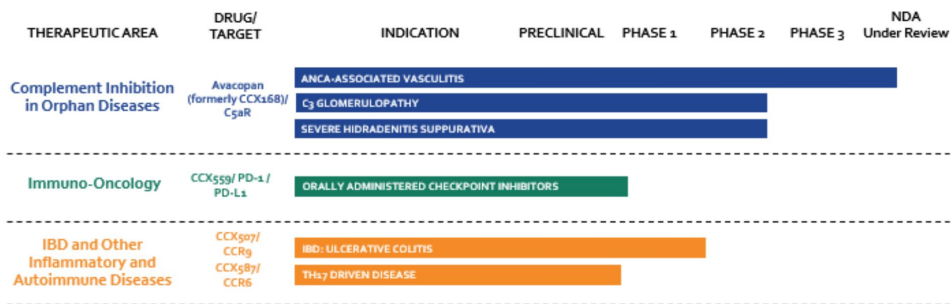 THERAPEUTIC AREA
DRUG/
TARGET
INDICATION
PRECLINICAL
PHASE 1
PHASE 2
PHASE 3
NDA
Under Review
Complement Inhibition
in Orphan Diseases
Avacopan
(formerly CCX168)/
C5aR
ANCA-ASSOCIATED VASCULITIS
C3 GLOMERULOPATHY
SEVERE HIDRADENITIS SUPPURATIVA
Immuno-Oncology
CCX559/ PD-1 /
PD-L1
ORALLY ADMINISTERED CHECKPOINT INHIBITORS
IBD and Other
Inflammatory and
Autoimmune Diseases
CCX507/
CCR9
CCX587/
CCR6
IBD: ULCERATIVE COLITIS
TH17 DRIVEN DISEASE